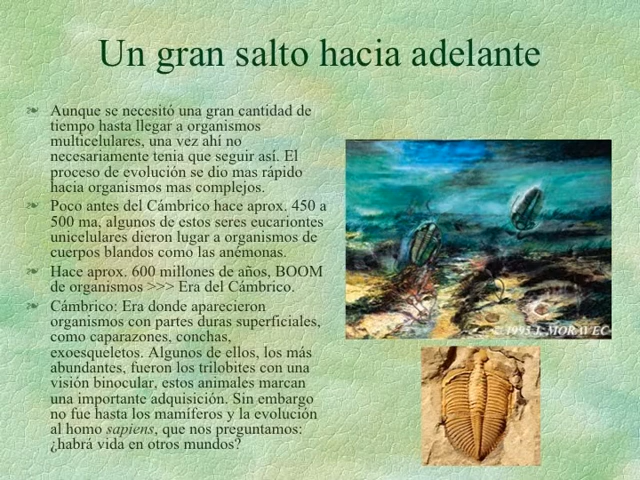 Un gran salto hacia adelante
Aunque se necesitó una gran cantidad de
tiempo hasta llegar a organismos
multicelulares, una vez ahí no
necesariamente tenia que seguir así. El
proceso de evolución se dio mas rápido
hacia organismos mas complejos.
Poco antes del Cámbrico hace aprox. 450 a
500 ma, algunos de estos seres eucariontes
unicelulares dieron lugar a organismos de
cuerpos blandos como las anémonas.
Hace aprox. 600 millones de años, BOOM
de organismos >>> Era del Cámbrico.
Cámbrico: Era donde aparecieron
organismos con partes duras superficiales,
como caparazones, conchas,
exoesqueletos. Algunos de ellos, los más
abundantes, fueron los trilobites con una
visión binocular, estos animales marcan
una importante adquisición. Sin embargo
no fue hasta los mamíferos y la evolución
al homo sapiens, que nos preguntamos:
¿habrá vida en otros mundos?
© 1995 J. MORAVEC